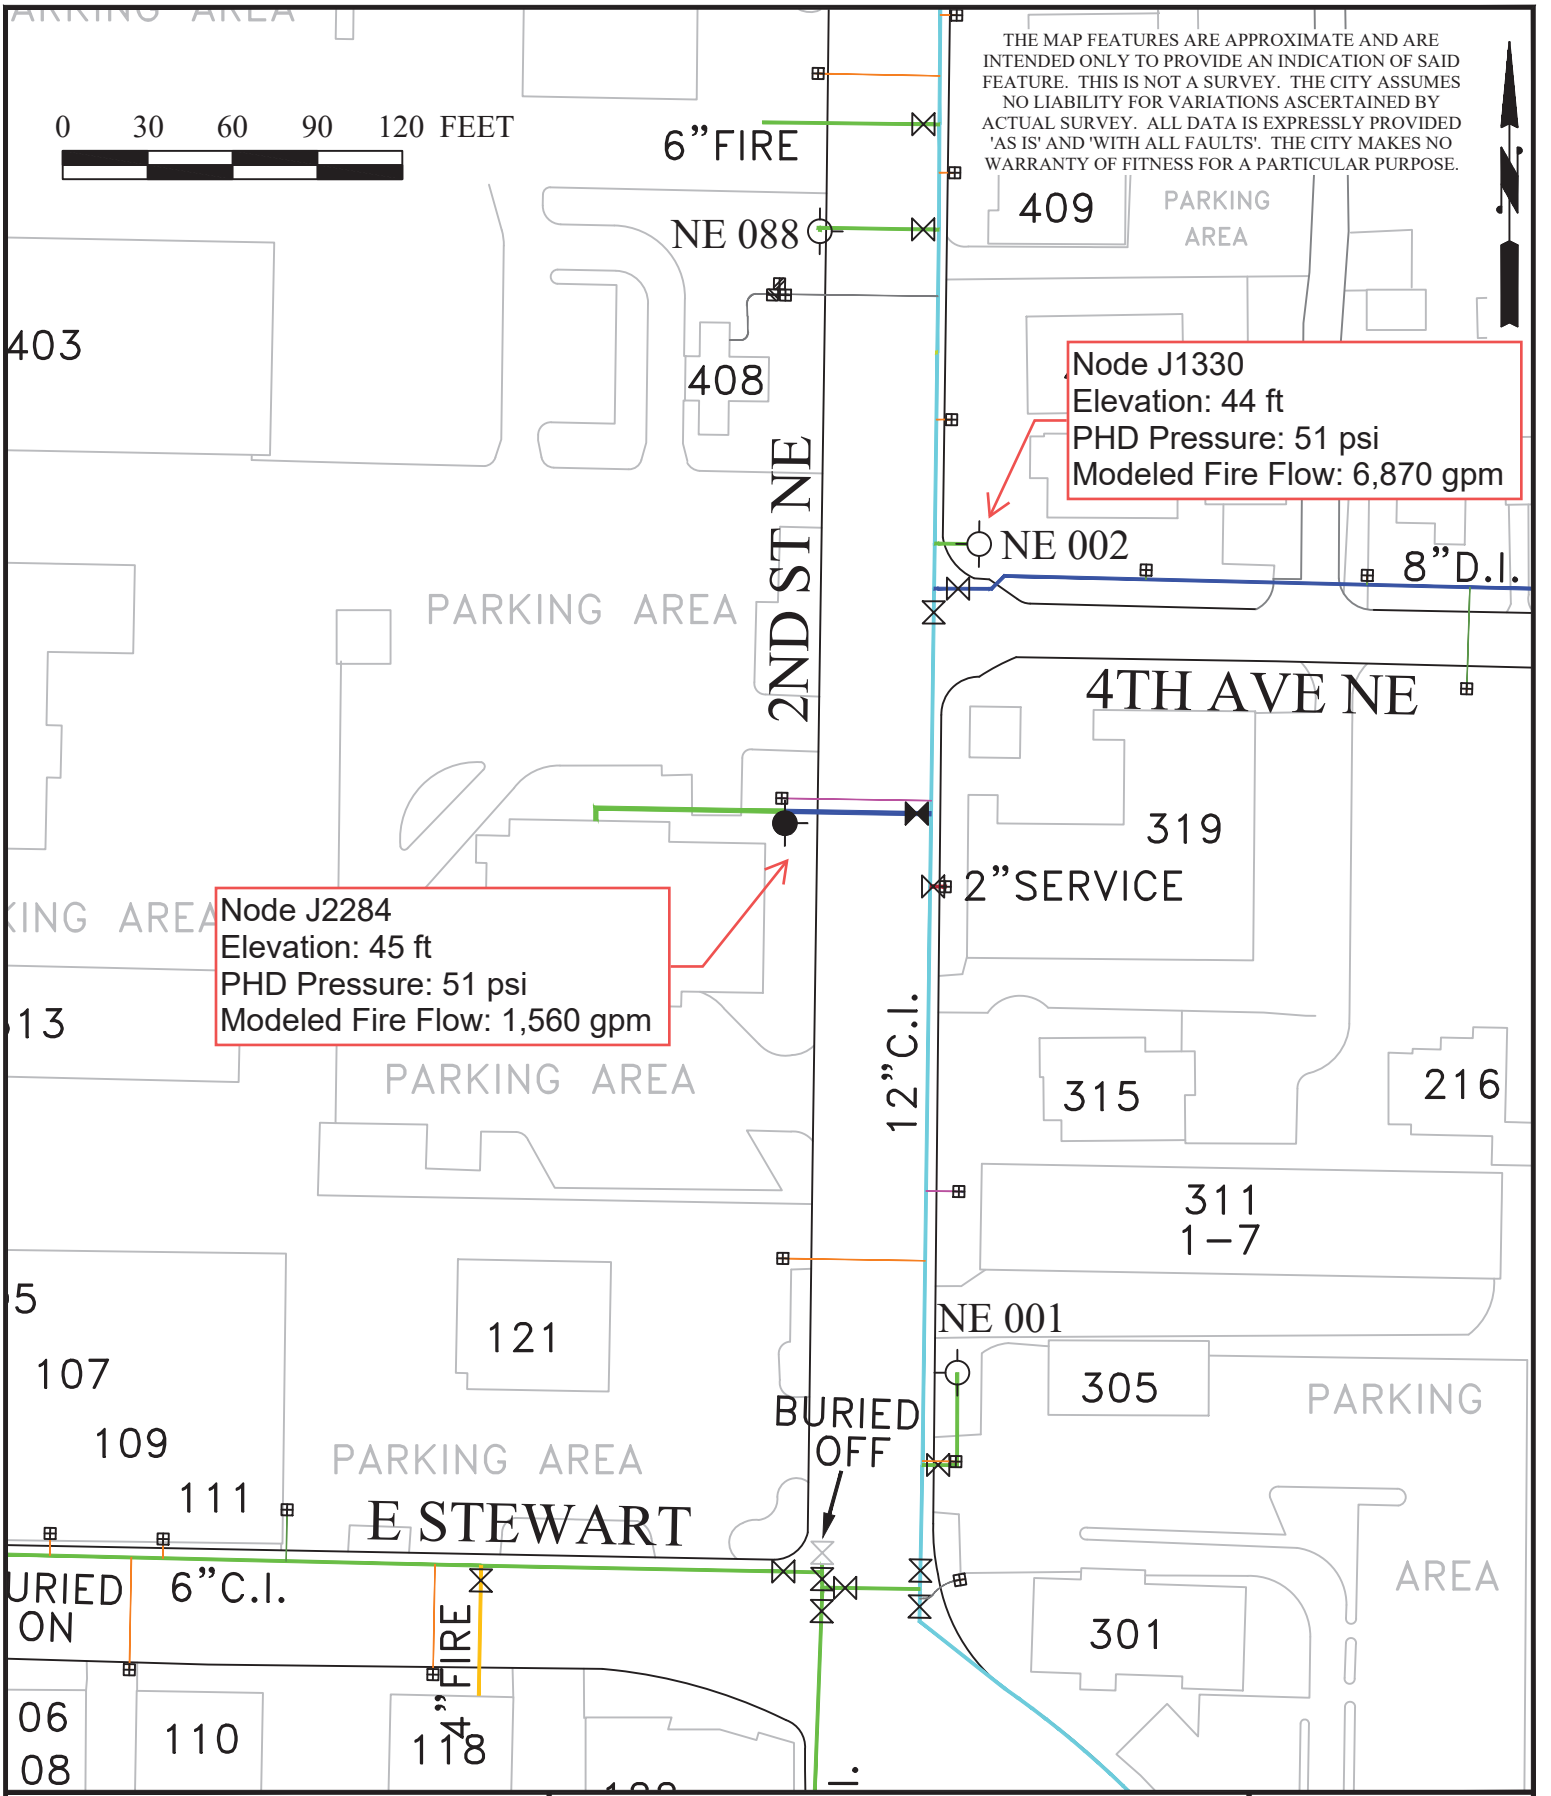 ARKING AREA
THE MAP FEATURES ARE APPROXIMATE AND ARE
INTENDED ONLY TO PROVIDE AN INDICATION OF SAID
FEATURE. THIS IS NOT A SURVEY. THE CITY ASSUMES
NO LIABILITY FOR VARIATIONS ASCERTAINED BY
ACTUAL SURVEY. ALL DATA IS EXPRESSLY PROVIDED
'AS IS' AND 'WITH ALL FAULTS'. THE CITY MAKES NO
WARRANTY OF FITNESS FOR A PARTICULAR PURPOSE.
0 30 60 90 120 FEET
6"FIRE
N
409
PARKING
AREA
NE 088
403
408
Node J1330
Elevation: 44 ft
PHD Pressure: 51 psi
Modeled Fire Flow: 6,870 gpm
2ND ST NE
NE 002
8"D.I.
PARKING AREA
4TH AVE NE
319
2"SERVICE
KING AREA
Node J2284
Elevation: 45 ft
PHD Pressure: 51 psi
Modeled Fire Flow: 1,560 gpm
13
12"C.I.
PARKING AREA
315
216
311
1-7
5
NE 001
121
107
305
PARKING
BURIED
OFF
109
PARKING AREA
111
E STEWART
AREA
URIED
ON
6"C.I.
4"FIRE
301
06
08
110
118
I.